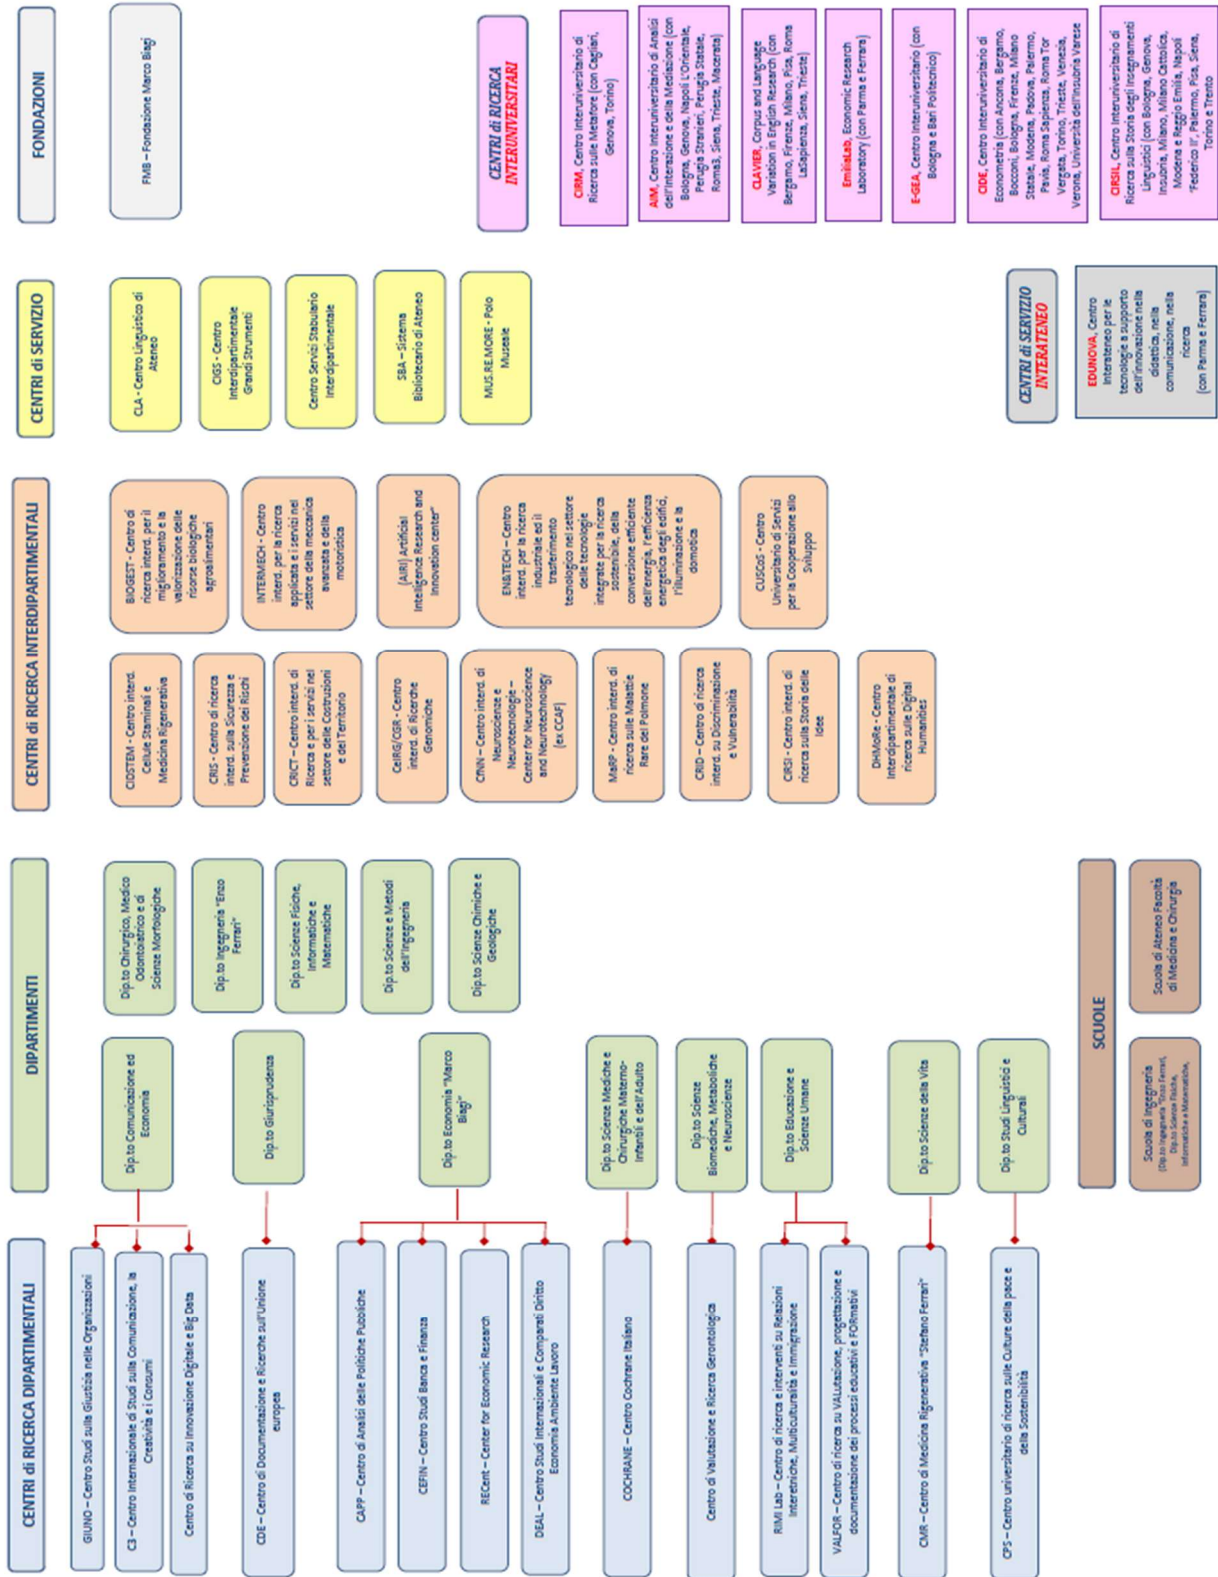 CENTRI di RICERCA DIPARTIMENTALI
GIUNO – Centro Studi sulla Giustizia nelle Organizzazioni
C3 – Centro Internazionale di Studi sulla Comunicazione, la
Creatività e i Consumi
Centro di Ricerca su Innovazione Digitale e Big Data
CDE – Centro di Documentazione e Ricerche sull'Unione
europea
CAPP – Centro di Analisi delle Politiche Pubbliche
CEFIN – Centro Studi Banca e Finanza
RECent – Center for Economic Research
DEAL – Centro Studi Internazionali e Comparati Diritto
Economia Ambiente Lavoro
COCHRANE – Centro Cochrane Italiano
Centro di Valutazione e Ricerca Gerontologica
RIMI Lab – Centro di ricerca e interventi su Relazioni
Interetniche, Multiculturalità e Immigrazione
VALFOR – Centro di ricerca su VALutazione, progettazione e
documentazione dei processi educativi e FORmativi
CMR – Centro di Medicina Rigenerativa "Stefano Ferrari"
CPS – Centro universitario di ricerca sulle Culture della pace e
della Sostenibilità
DIPARTIMENTI
Dip.to Comunicazione ed
Economia
Dip.to Giurisprudenza
Dip.to Economia "Marco
Biagi"
Dip.to Scienze Mediche e
Chirurgiche Materno-
Infantili e dell'Adulto
Dip.to Scienze
Biomediche, Metaboliche
e Neuroscienze
Dip.to Educazione e
Scienze Umane
Dip.to Scienze della Vita
Dip.to Studi Linguistici e
Culturali
Dip.to Chirurgico, Medico
Odontoiatrico e di
Scienze Morfologiche
Dip.to Ingegneria "Enzo
Ferrari"
Dip.to Scienze Fisiche,
Informatiche e
Matematiche
Dip.to Scienze e Metodi
dell'Ingegneria
Dip.to Scienze Chimiche e
Geologiche
SCUOLE
Scuola di Ingegneria
(Dip.to Ingegneria "Enzo Ferrari,
Dip.to Scienze Fisiche,
Informatiche e Matematiche,
Scuola di Ateneo Facoltà
di Medicina e Chirurgia
CENTRI di RICERCA INTERDIPARTIMENTALI
CIDSTEM – Centro interd.
Cellule Staminali e
Medicina Rigenerativa
CRIS – Centro di ricerca
interd. sulla Sicurezza e
Prevenzione dei Rischi
CRICT – Centro interd. di
Ricerca e per i servizi nel
settore delle Costruzioni
e del Territorio
CeIRG/CGR - Centro
interd. di Ricerche
Genomiche
CfNN – Centro interd. di
Neuroscienze e
Neurotecnologie –
Center for Neuroscience
and Neurotechnology
(ex CCAF)
MaRP - Centro interd. di
ricerca sulle Malattie
Rare del Polmone
CRID – Centro di ricerca
interd. su Discriminazione
e Vulnerabilità
CIRSI - Centro interd. di
ricerca sulla Storia delle
Idee
DHMoRe - Centro
Interdipartimentale di
ricerca sulle Digital
Humanities
BIOGEST - Centro di
ricerca interd. per il
miglioramento e la
valorizzazione delle
risorse biologiche
agroalimentari
INTERMECH - Centro
interd. per la ricerca
applicata e i servizi nel
settore della meccanica
avanzata e della
motoristica
(AIRI) Artificial
Intelligence Research and
Innovation center"
EN&TECH – Centro
interd. per la ricerca
industriale ed il
trasferimento
tecnologico nel settore
delle tecnologie
integrate per la ricerca
sostenibile, della
conversione efficiente
dell'energia, l'efficienza
energetica degli edifici,
l'illuminazione e la
domotica
CUSCoS - Centro
Universitario di Servizi
per la Cooperazione allo
Sviluppo
CENTRI di SERVIZIO
CLA - Centro Linguistico di
Ateneo
CIGS - Centro
Interdipartimentale
Grandi Strumenti
Centro Servizi Stabulario
Interdipartimentale
SBA – Sistema
Bibliotecario di Ateneo
MUS.RE.MORE - Polo
Museale
CENTRI di SERVIZIO
INTERATENEO
EDUNOVA, Centro
Interateneo per le
tecnologie a supporto
dell'innovazione nella
didattica, nella
comunicazione, nella
ricerca
(con Parma e Ferrara)
FONDAZIONI
FMB – Fondazione Marco Biagi
CENTRI di RICERCA
INTERUNIVERSITARI
CIRM, Centro Interuniversitario di
Ricerca sulle Metafore (con Cagliari,
Genova, Torino)
AIM, Centro Interuniversitario di Analisi
dell'Interazione e della Mediazione (con
Bologna, Genova, Napoli L'Orientale,
Perugia Stranieri, Perugia Statale,
Roma3, Siena, Trieste, Macerata)
CLAVIER, Corpus and Language
Variation in English Research (con
Bergamo, Firenze, Milano, Pisa, Roma
LaSapienza, Siena, Trieste)
EmiliaLab, Economic Research
Laboratory (con Parma e Ferrara)
E-GEA, Centro Interuniversitario (con
Bologna e Bari Politecnico)
CIDE, Centro Interuniversitario di
Econometria (con Ancona, Bergamo,
Bocconi, Bologna, Firenze, Milano
Statale, Modena, Padova, Palermo,
Pavia, Roma Sapienza, Roma Tor
Vergata, Torino, Trieste, Venezia,
Verona, Università dell'Insubria Varese)
CIRSIL, Centro Interuniversitario di
Ricerca sulla Storia degli Insegnamenti
Linguistici (con Bologna, Genova,
Insubria, Milano, Milano Cattolica,
Modena e Reggio Emilia, Napoli
"Federico II", Palermo, Pisa, Siena,
Torino e Trento